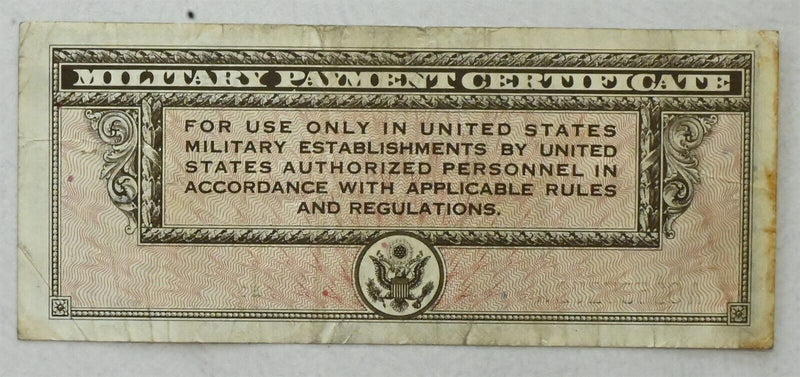 MILITARY PAYMENT CERTIFICATE
FOR USE ONLY IN UNITED STATES
MILITARY ESTABLISHMENTS BY UNITED
STATES AUTHORIZED PERSONNEL IN
ACCORDANCE WITH APPLICABLE RULES
AND REGULATIONS.